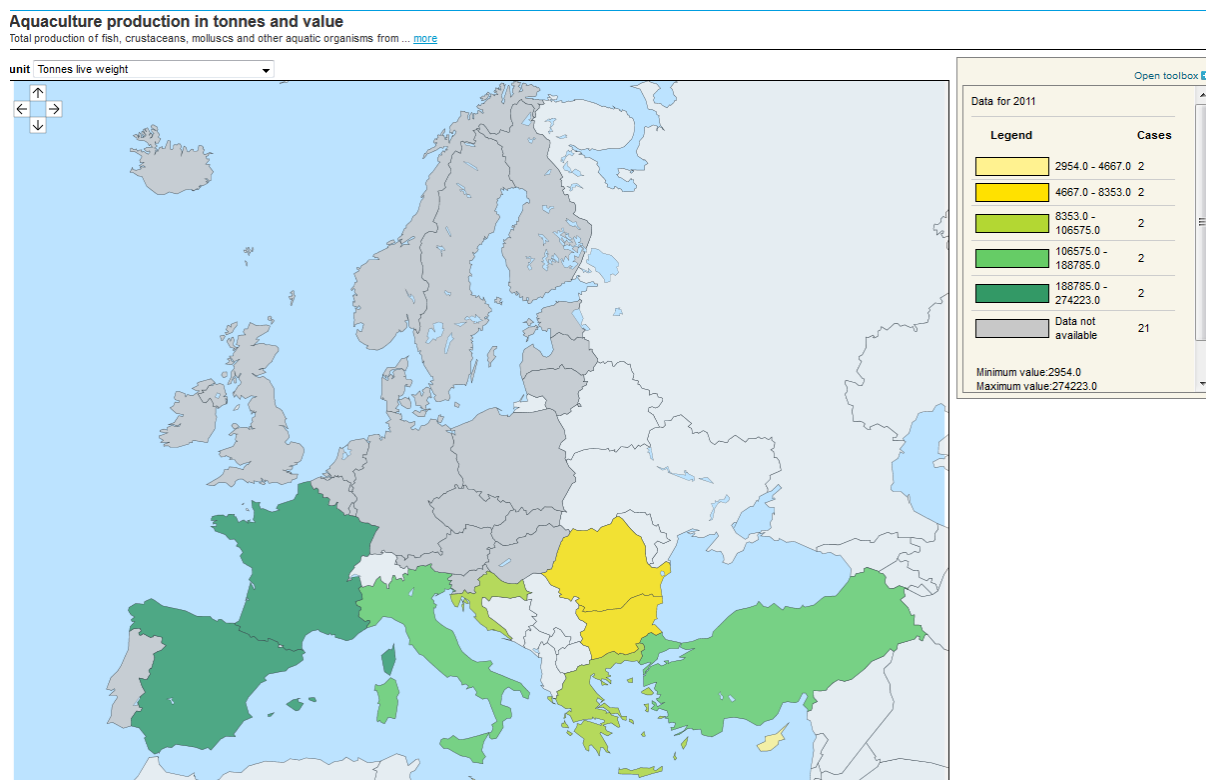 Aquaculture production in tonnes and value
Total production of fish, crustaceans, molluscs and other aquatic organisms from ... more
unit Tonnes live weight
Open toolbox
Data for 2011
Legend Cases
2954.0 - 4667.0 2
4667.0 - 8353.0 2
8353.0 -
106575.0 2
106575.0 -
188785.0 2
188785.0 -
274223.0 2
Data not
available 21
Minimum value:2954.0
Maximum value:274223.0